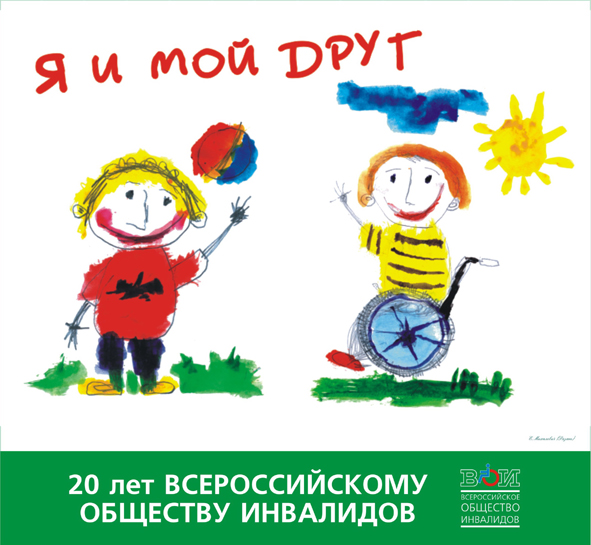 Я И МОЙ ДРУГ
20 лет ВСЕРОССИЙСКОМУ
ОБЩЕСТВУ ИНВАЛИДОВ
ВОИ
ВСЕРОССИЙСКОЕ
ОБЩЕСТВО
ИНВАЛИДОВ